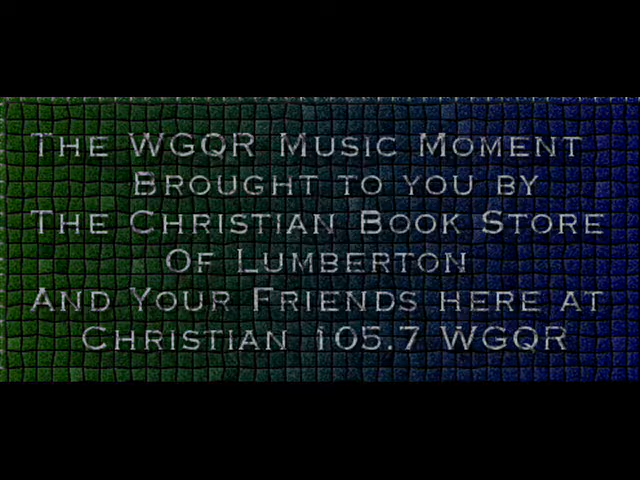 The WGQR Music Moment
Brought to you by
The Christian Book Store
Of Lumberton
And Your Friends here at
Christian 105.7 WGQR